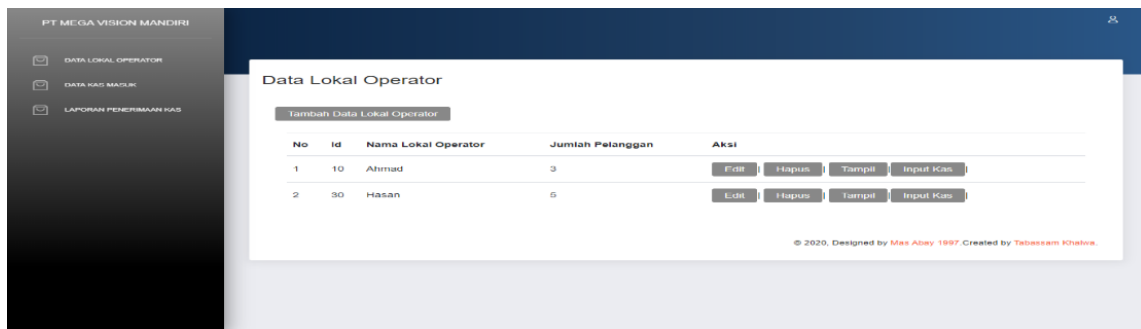 PT MEGA VISION MANDIRI
DATA LOKAL OPERATOR
DATA KAS MASUK
LAPORAN PENERIMAAN KAS
Data Lokal Operator
Tambah Data Lokal Operator
No Id Nama Lokal Operator Jumlah Pelanggan Aksi
1 10 Ahmad 3 Edit | Hapus | Tampil | Input Kas |
2 30 Hasan 5 Edit | Hapus | Tampil | Input Kas |
© 2020, Designed by Mas Abay 1997.Created by Tabassam Khalwa.